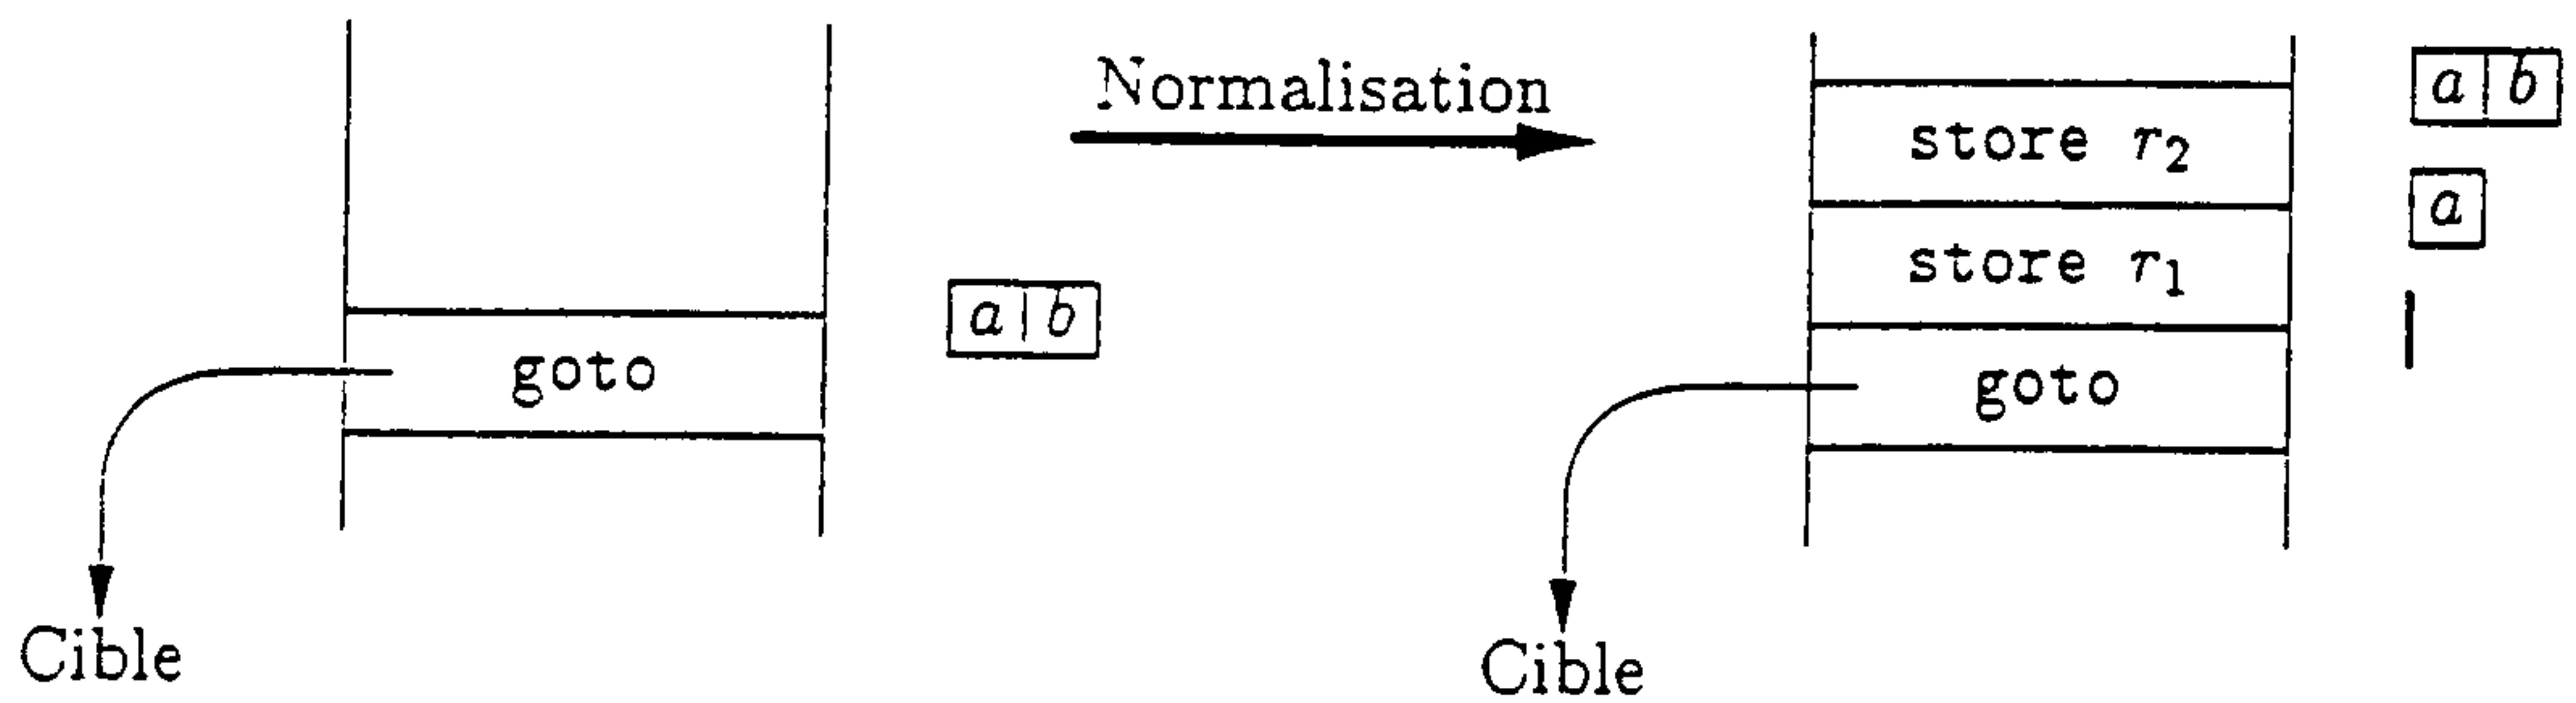 Normalisation
a b
goto
Cible
a b
store r2
a
store r1
goto
Cible